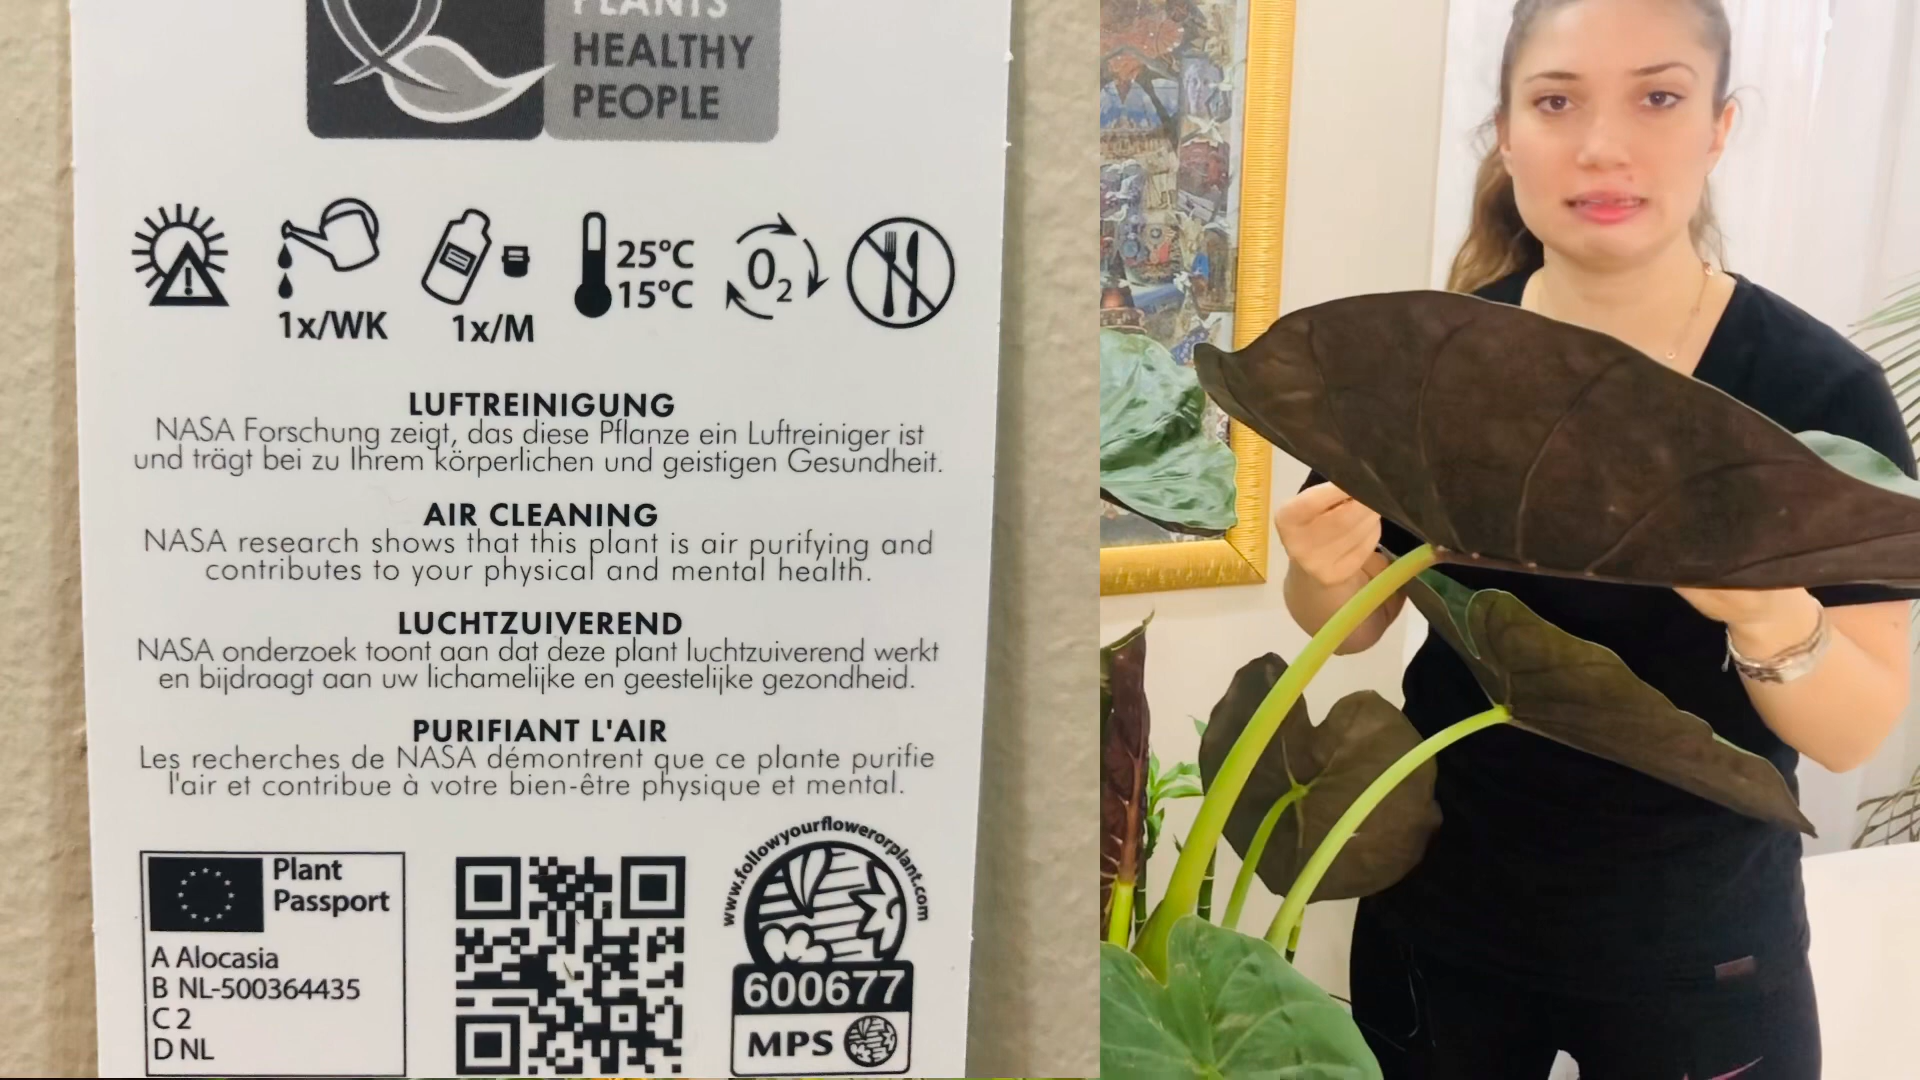 PLANTS
HEALTHY
PEOPLE
1x/WK
1x/M
25°C
15°C
O2
LUFTREINIGUNG
NASA Forschung zeigt, das diese Pflanze ein Luftreiniger ist
und trägt bei zu Ihrem körperlichen und geistigen Gesundheit.
AIR CLEANING
NASA research shows that this plant is air purifying and
contributes to your physical and mental health.
LUCHTZUIVEREND
NASA onderzoek toont aan dat deze plant luchtzuiverend werkt
en bijdraagt aan uw lichamelijke en geestelijke gezondheid.
PURIFIANT L'AIR
Les recherches de NASA démontrent que ce plante purifie
l'air et contribue à votre bien-être physique et mental.
Plant
Passport
A Alocasia
B NL-500364435
C 2
D NL
www.followyourflowerorplant.com
600677
MPS